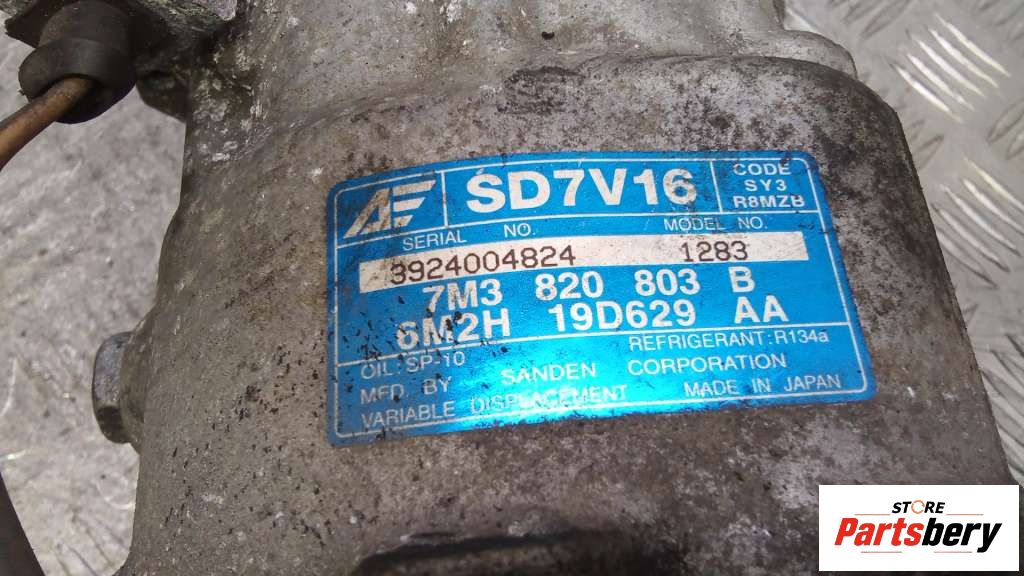 AE SD7V16 CODE
SY3
R8MZB
SERIAL NO. MODEL NO.
3924004824 1283
7M3 820 803 B
6M2H 19D629 AA
OIL: SP-10 REFRIGERANT: R134a
MFD. BY SANDEN CORPORATION
VARIABLE DISPLACEMENT MADE IN JAPAN
STORE
Partsbery